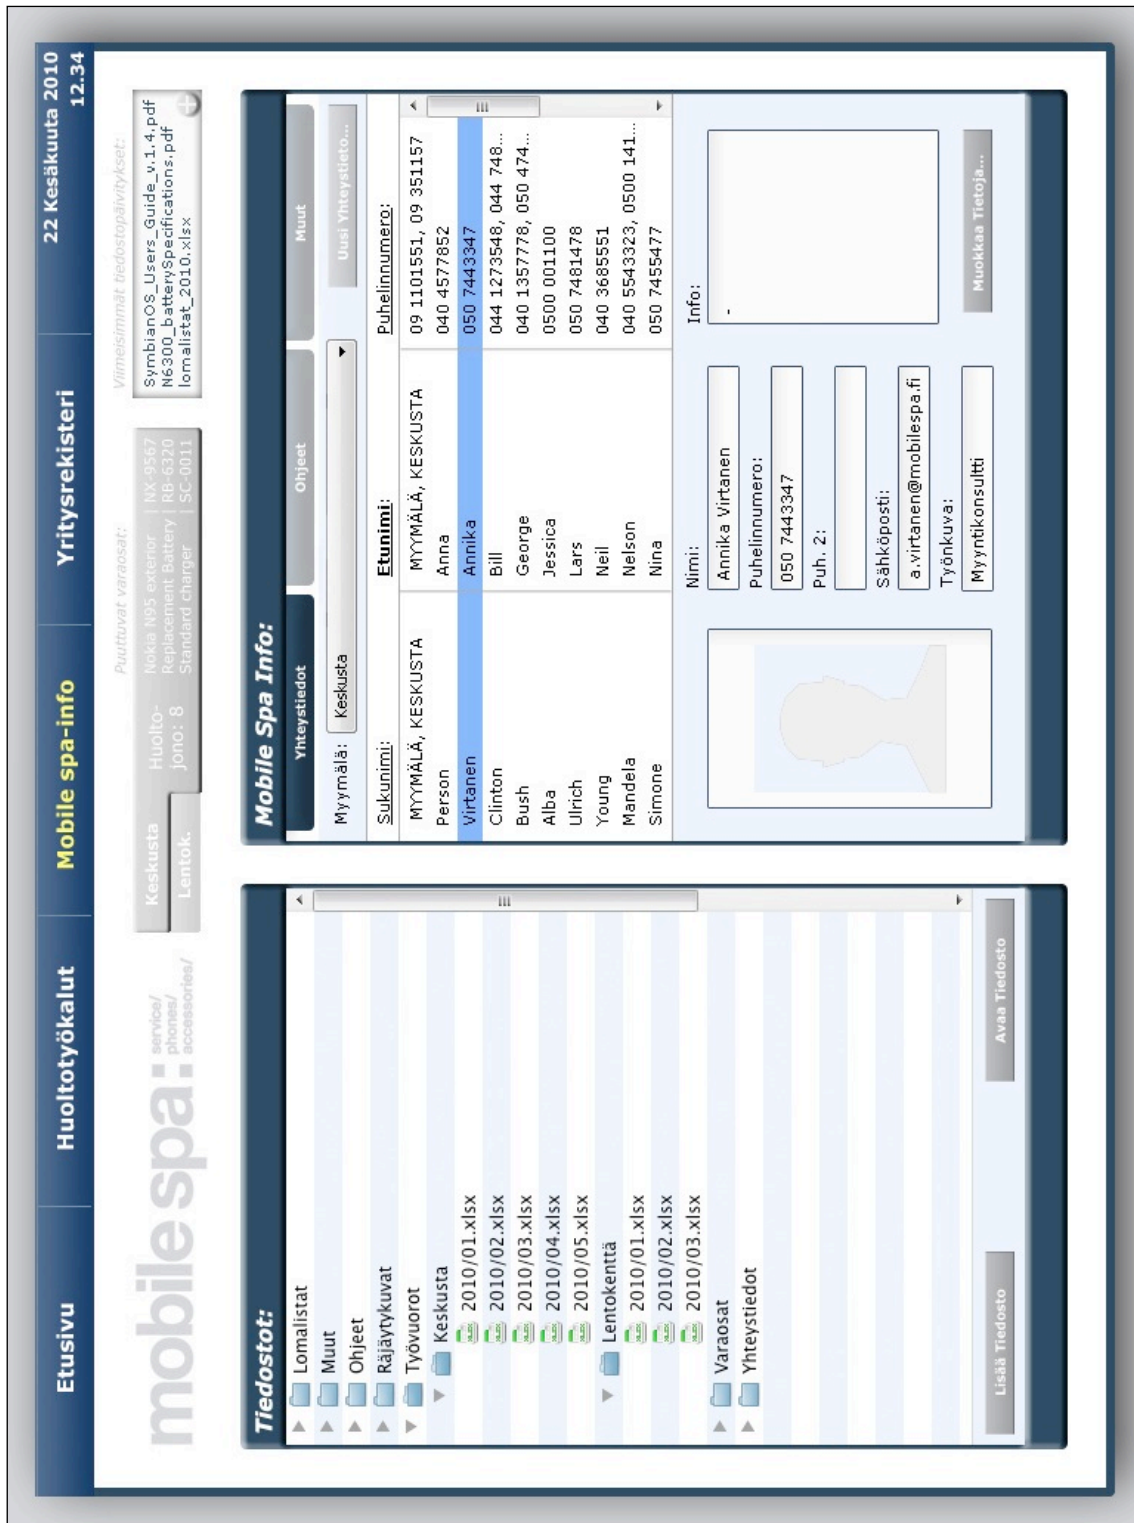 Etusivu
Huoltotyökalut
Mobile spa-info
Yritysrekisteri
22 Kesäkuuta 2010
12.34
mobile spa:
service/
phones/
accessories/
Keskusta
Lentok.
Huolto-
jono: 8
Puuttuvat varaosat:
Nokia N95 exterior | NX-9567
Replacement Battery | RB-6320
Standard charger | SC-0011
Viimeisimmät tiedostopäivitykset:
SymbianOS_Users_Guide_v.1.4.pdf
N6300_batterySpecifications.pdf
lomalistat_2010.xlsx
Tiedostot:
Lomalistat
Muut
Ohjeet
Räjäytykuvat
Työvuorot
Keskusta
2010/01.xlsx
2010/02.xlsx
2010/03.xlsx
2010/04.xlsx
2010/05.xlsx
Lentokenttä
2010/01.xlsx
2010/02.xlsx
2010/03.xlsx
Varaosat
Yhteystiedot
Lisää Tiedosto
Avaa Tiedosto
Mobile Spa Info:
Yhteystiedot
Ohjeet
Muut
Myymälä: Keskusta
Uusi Yhteystieto...
Sukunimi: Etunimi: Puhelinnumero:
MYYMÄLÄ, KESKUSTA MYYMÄLÄ, KESKUSTA 09 1101551, 09 351157
Person Anna 040 4577852
Virtanen Annika 050 7443347
Clinton Bill 044 1273548, 044 748...
Bush George 040 1357778, 050 474...
Alba Jessica 0500 001100
Ulrich Lars 050 7481478
Young Neil 040 3685551
Mandela Nelson 040 5543323, 0500 141...
Simone Nina 050 7455477
Nimi:
Annika Virtanen
Puhelinnumero:
050 7443347
Puh. 2:
Sähköposti:
a.virtanen@mobilespa.fi
Työnkuva:
Myyntikonsultti
Info:
-
Muokkaa Tietoja...